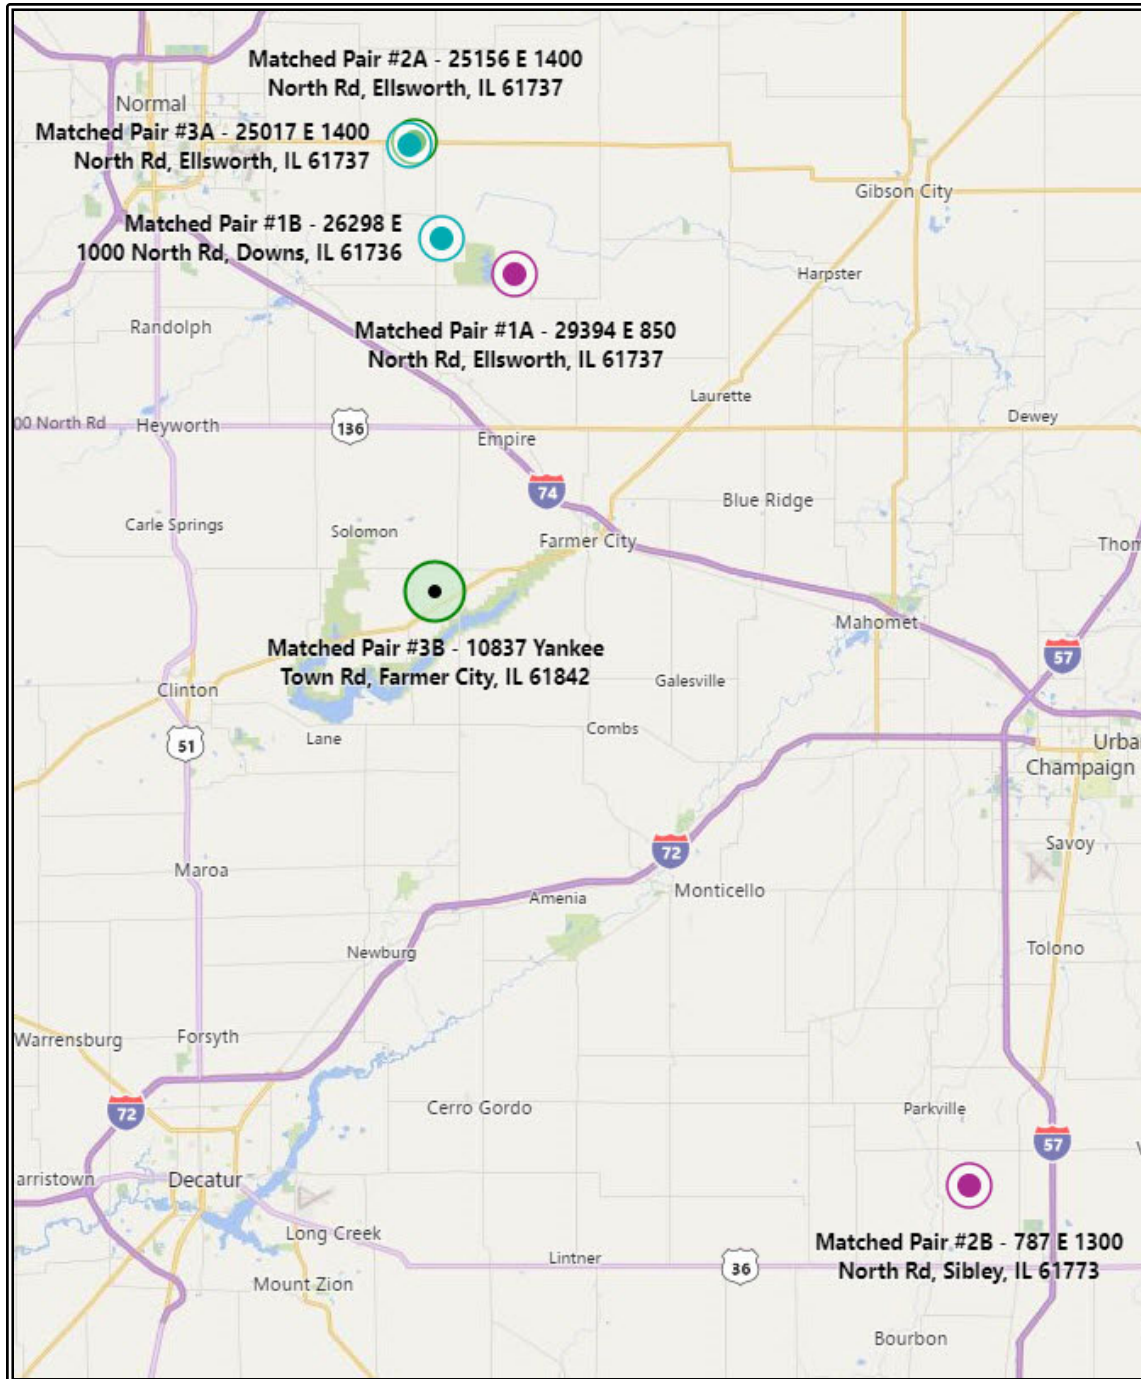 Matched Pair #2A - 25156 E 1400
North Rd, Ellsworth, IL 61737
Normal
Matched Pair #3A - 25017 E 1400
North Rd, Ellsworth, IL 61737
Gibson City
Matched Pair #1B - 26298 E
1000 North Rd, Downs, IL 61736
Harpster
Randolph
Matched Pair #1A - 29394 E 850
North Rd, Ellsworth, IL 61737
Laurette
Dewey
00 North Rd
Heyworth
136
Empire
74
Blue Ridge
Carle Springs
Solomon
Farmer City
Thom
Mahomet
Matched Pair #3B - 10837 Yankee
Town Rd, Farmer City, IL 61842
57
Galesville
Clinton
Combs
51
Lane
Urba
Champaign
72
Savoy
Maroa
Monticello
Amenia
Newburg
Tolono
Warrensburg
Forsyth
72
Cerro Gordo
Parkville
57
V
arristown
Decatur
Long Creek
Matched Pair #2B - 787 E 1300
North Rd, Sibley, IL 61773
Lintner
36
Mount Zion
Bourbon